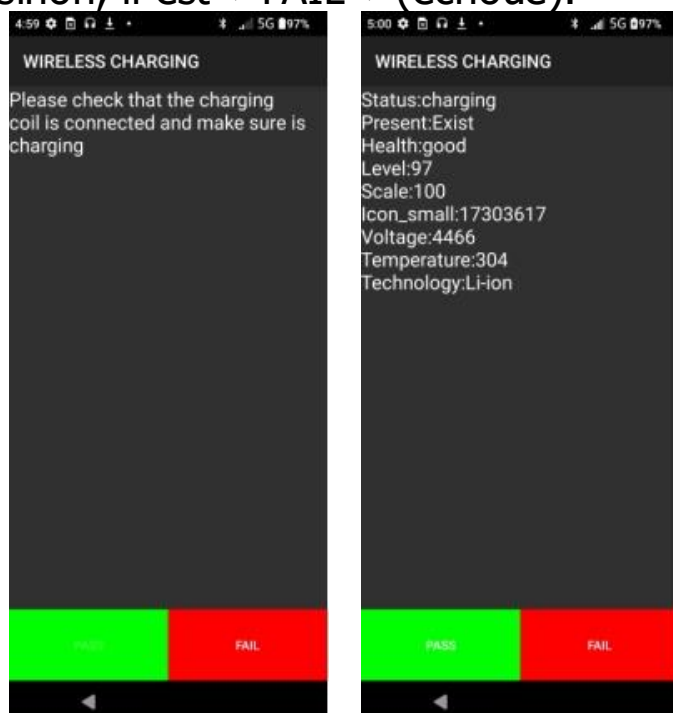 4:59 5G 97%
WIRELESS CHARGING
Please check that the charging
coil is connected and make sure is
charging
PASS
FAIL
5:00 5G 97%
WIRELESS CHARGING
Status:charging
Present:Exist
Health:good
Level:97
Scale:100
Icon_small:17303617
Voltage:4466
Temperature:304
Technology:Li-ion
PASS
FAIL